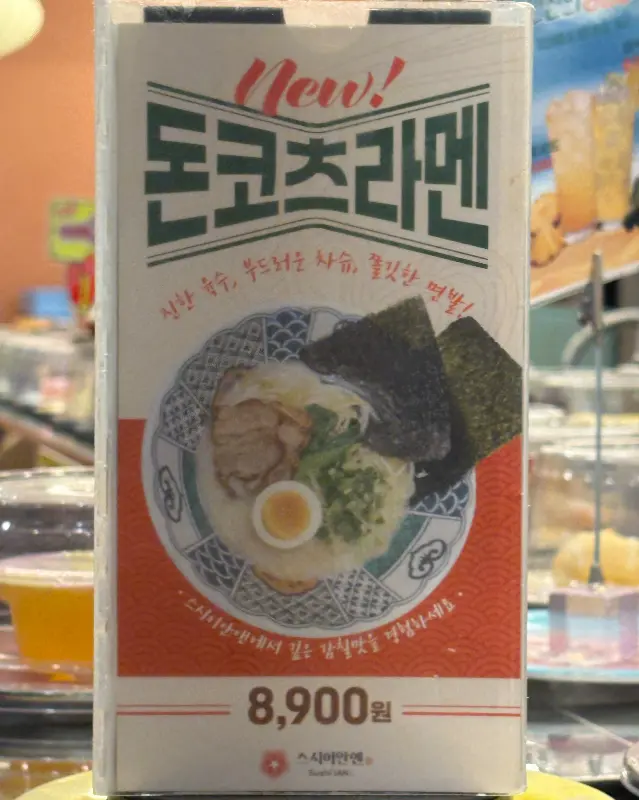 New!
돈코츠라멘
진한 육수, 부드러운 차슈, 쫄깃한 면발!
· 스시이안앤에서 깊은 감칠맛을 경험하세요 ·
8,900원
스시이안앤